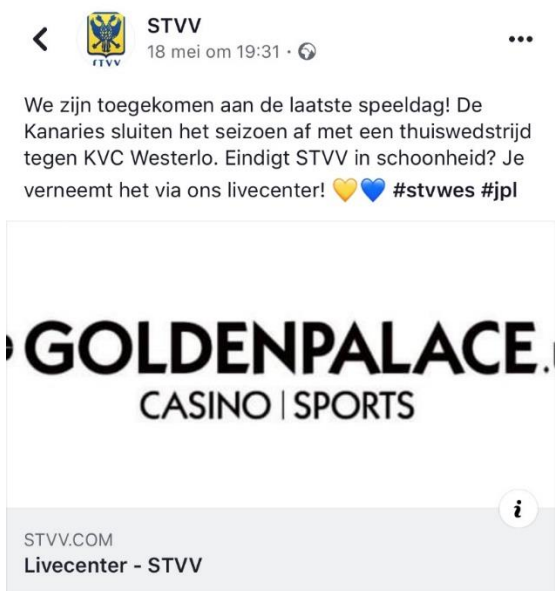 STVV
18 mei om 19:31 ·
STVV
We zijn toegekomen aan de laatste speeldag! De
Kanaries sluiten het seizoen af met een thuiswedstrijd
tegen KVC Westerlo. Eindigt STVV in schoonheid? Je
verneemt het via ons livecenter! 💛💙 #stvwes #jpl
GOLDENPALACE.
CASINO | SPORTS
i
STVV.COM
Livecenter - STVV